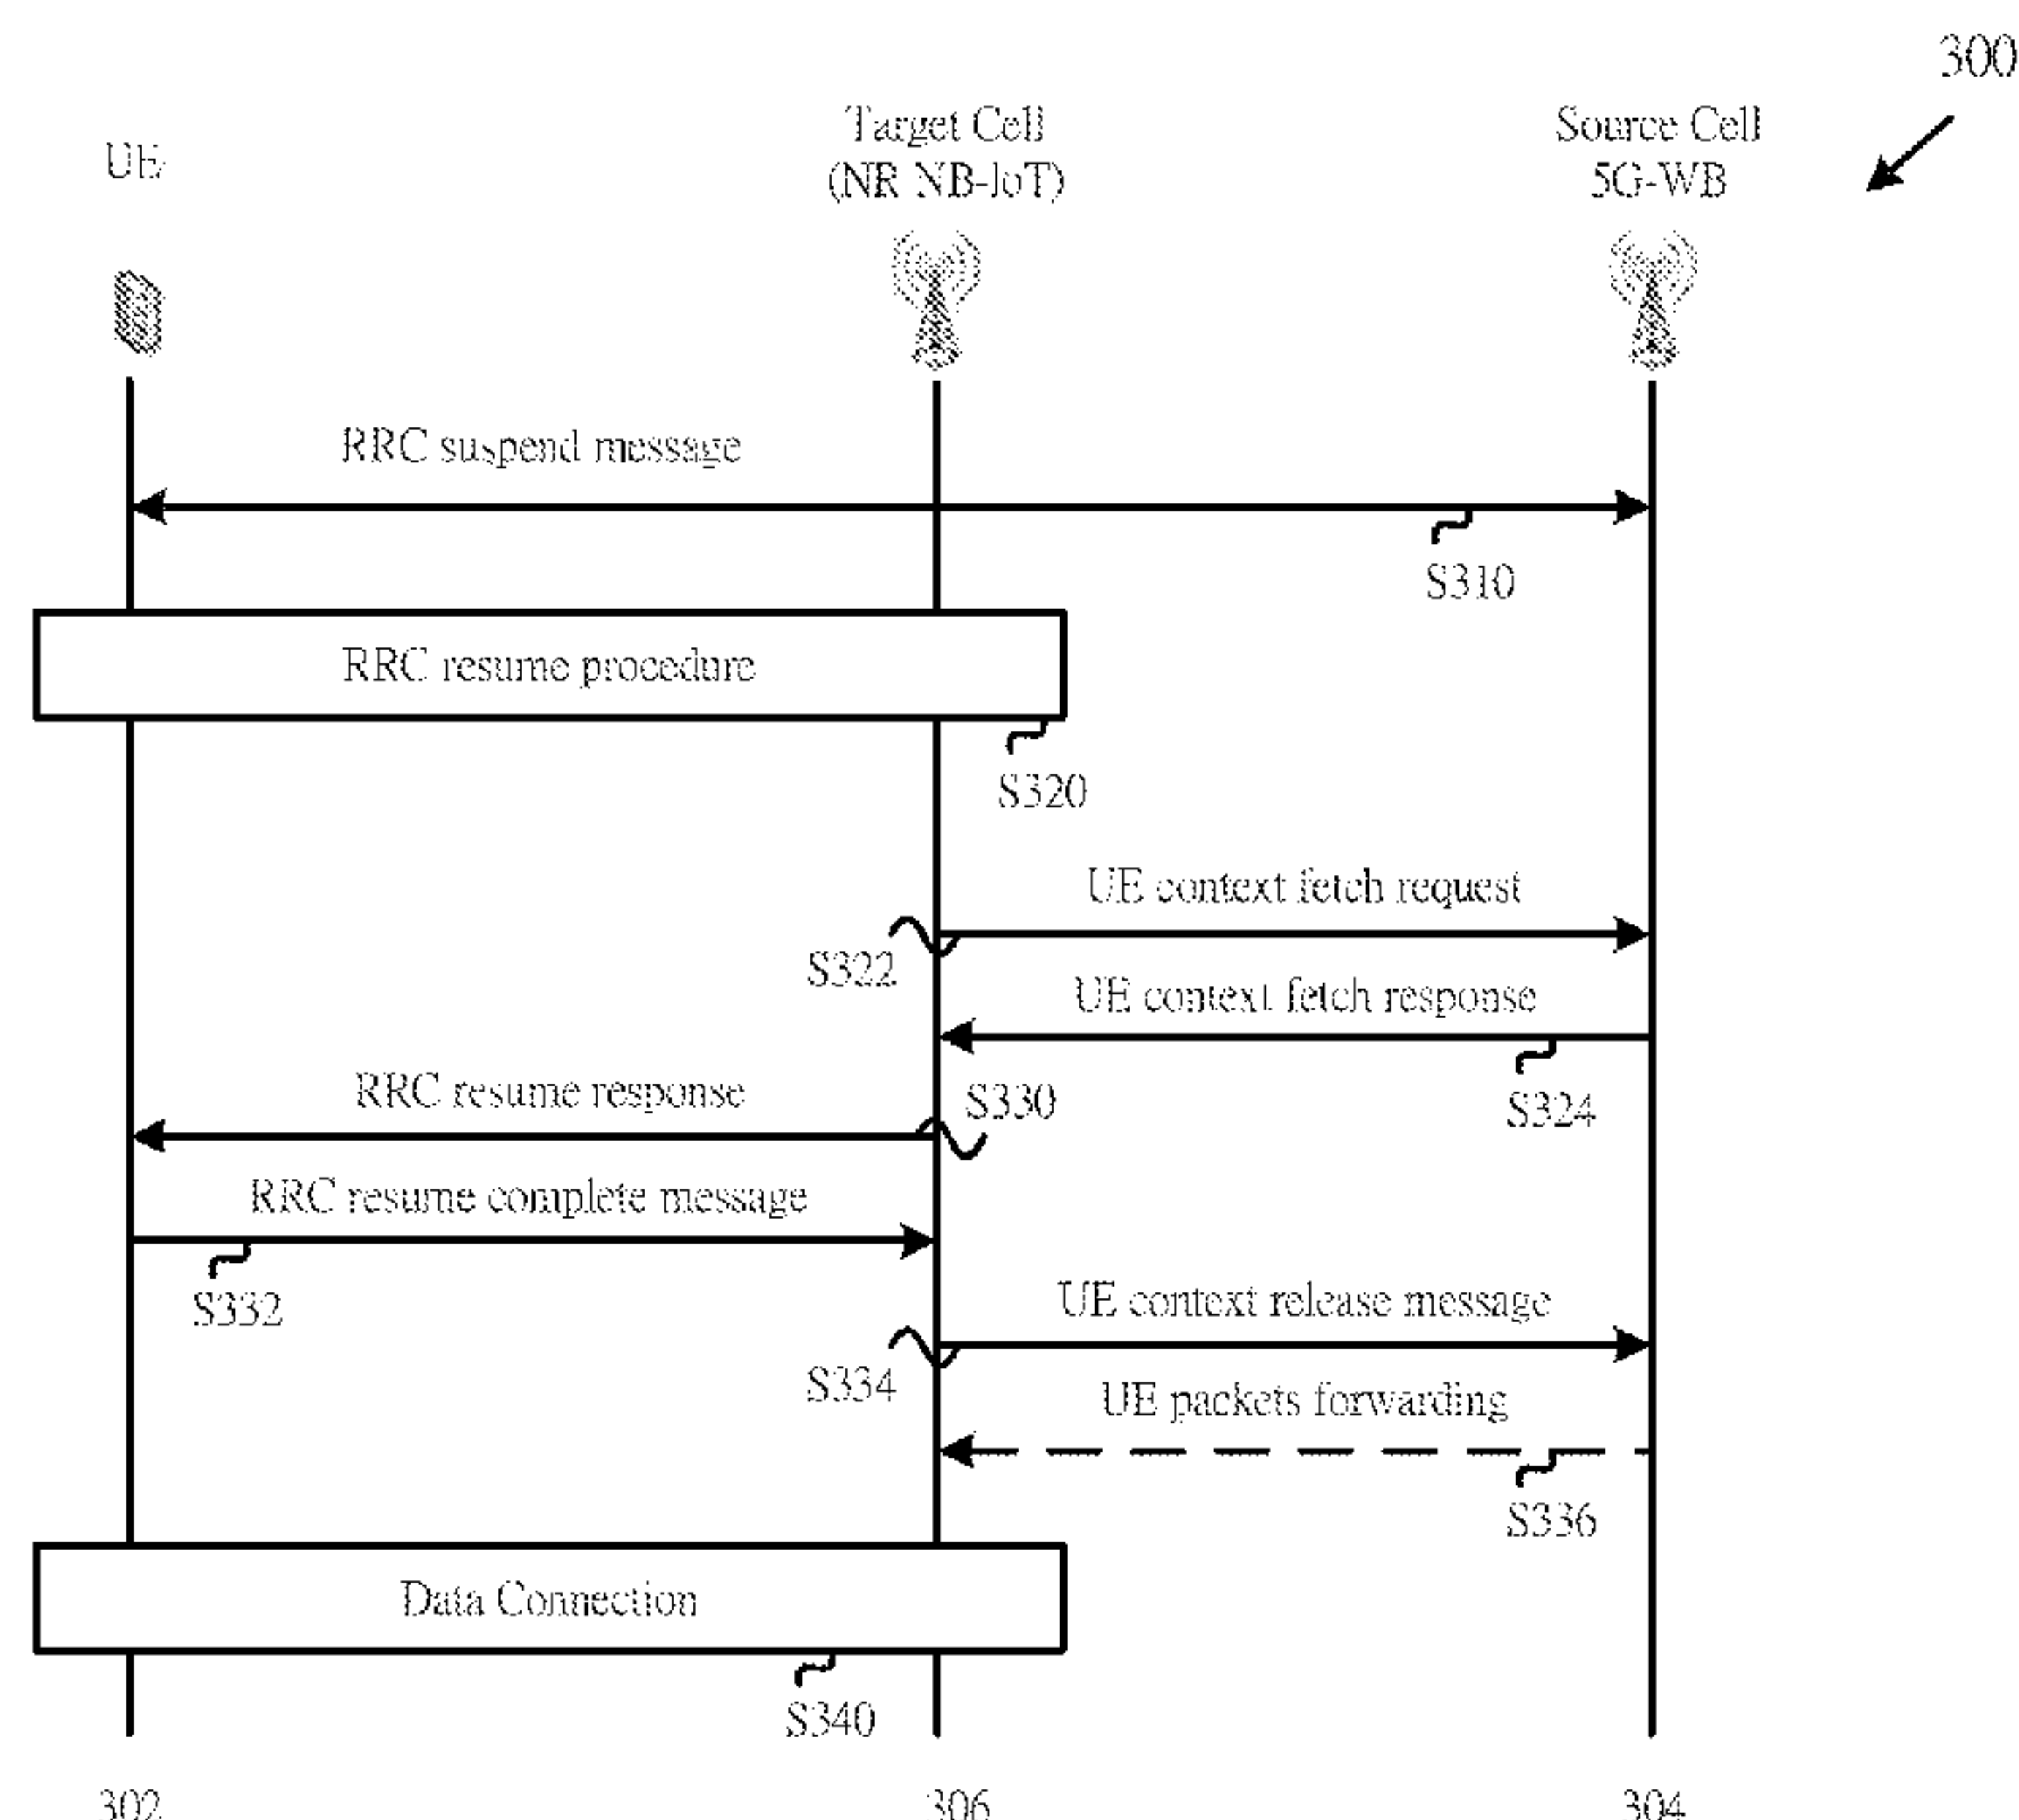 300
UE
Target Cell
(NR NB-IoT)
Source Cell
5G-WB
RRC suspend message
S310
RRC resume procedure
S320
UE context fetch request
S322
UE context fetch response
S324
RRC resume response
S330
RRC resume complete message
S332
UE context release message
S334
UE packets forwarding
S336
Data Connection
S340
302
306
304